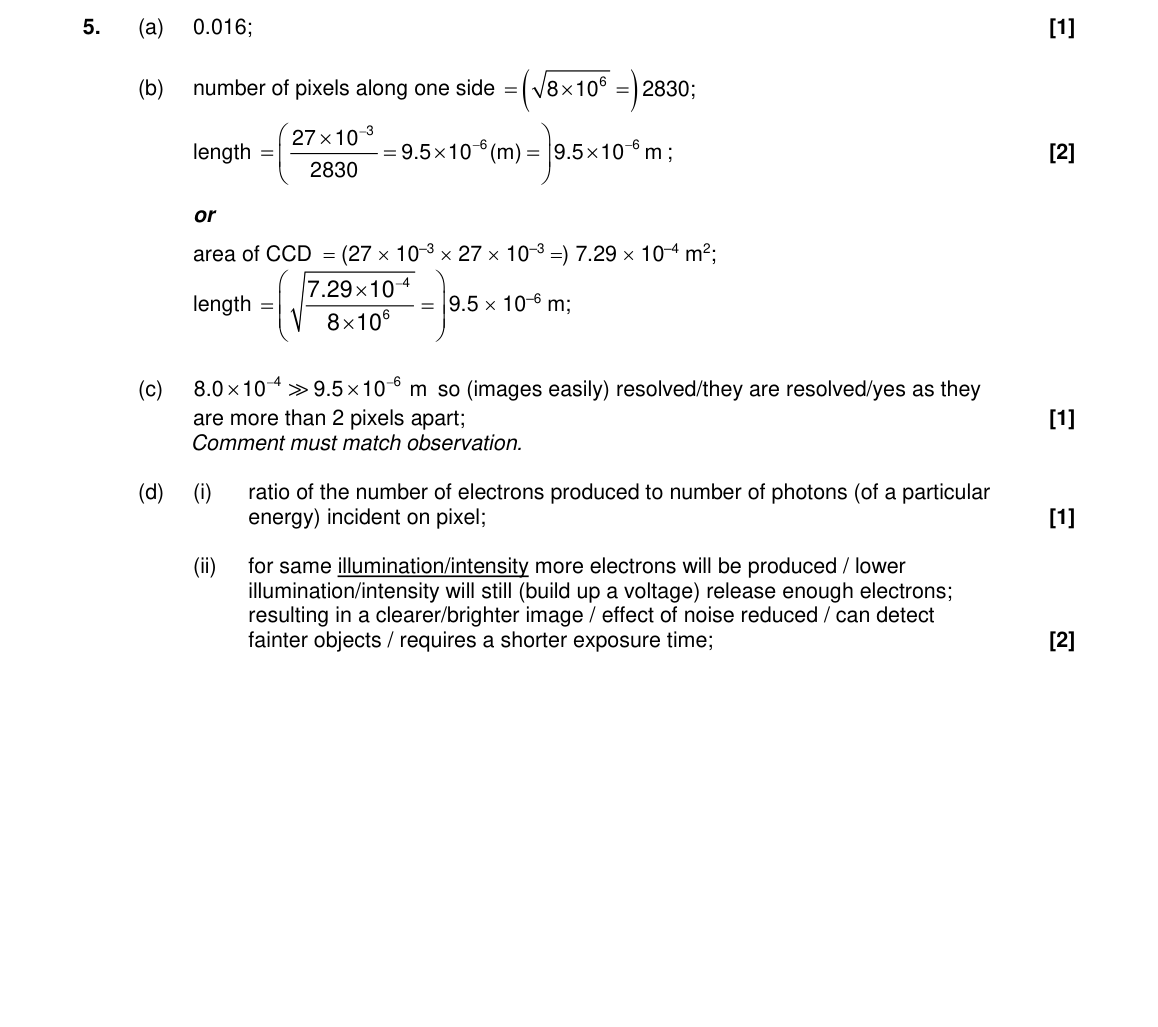 5. (a) 0.016; [1]
(b) number of pixels along one side = (√(8×10⁶) =) 2830;
length = (27×10⁻³ / 2830 = 9.5×10⁻⁶ (m) =) 9.5×10⁻⁶ m ; [2]
or
area of CCD = (27 × 10⁻³ × 27 × 10⁻³ =) 7.29 × 10⁻⁴ m²;
length = (√(7.29×10⁻⁴ / 8×10⁶) =) 9.5 × 10⁻⁶ m;
(c) 8.0×10⁻⁴ ≫ 9.5×10⁻⁶ m so (images easily) resolved/they are resolved/yes as they
are more than 2 pixels apart; [1]
Comment must match observation.
(d) (i) ratio of the number of electrons produced to number of photons (of a particular
energy) incident on pixel; [1]
(ii) for same illumination/intensity more electrons will be produced / lower
illumination/intensity will still (build up a voltage) release enough electrons;
resulting in a clearer/brighter image / effect of noise reduced / can detect
fainter objects / requires a shorter exposure time; [2]